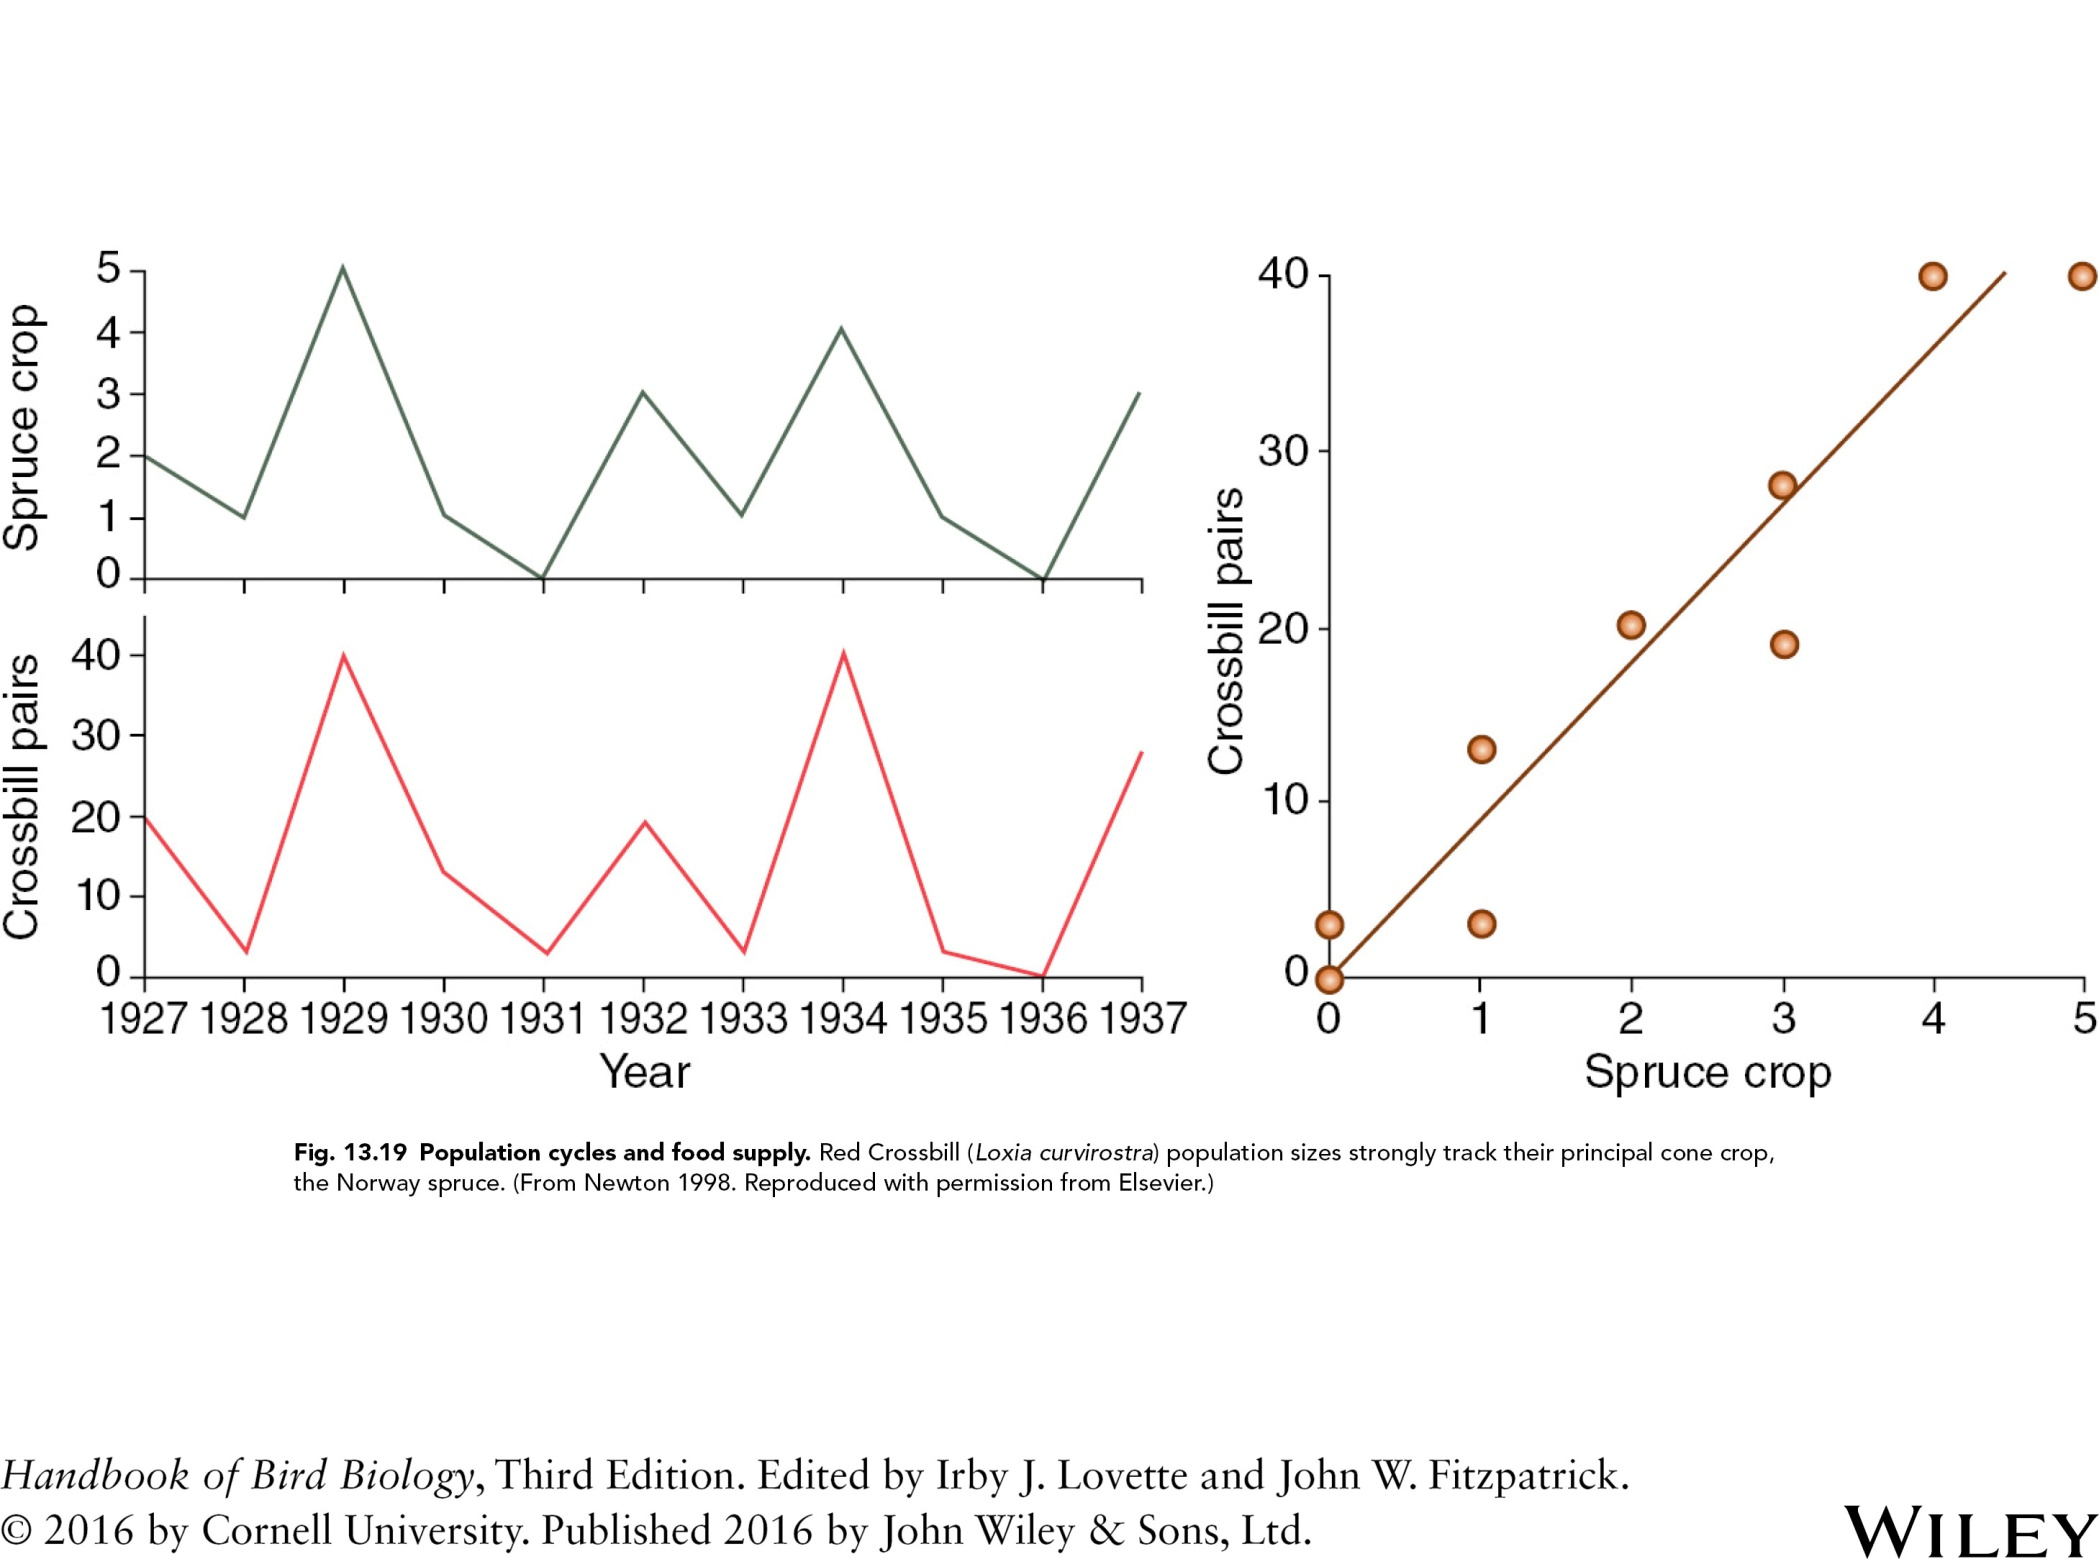 Spruce crop
5
4
3
2
1
0
Crossbill pairs
40
30
20
10
0
1927 1928 1929 1930 1931 1932 1933 1934 1935 1936 1937
Year
Crossbill pairs
40
30
20
10
0
0 1 2 3 4 5
Spruce crop
Fig. 13.19 Population cycles and food supply. Red Crossbill (Loxia curvirostra) population sizes strongly track their principal cone crop,
the Norway spruce. (From Newton 1998. Reproduced with permission from Elsevier.)
Handbook of Bird Biology, Third Edition. Edited by Irby J. Lovette and John W. Fitzpatrick.
© 2016 by Cornell University. Published 2016 by John Wiley & Sons, Ltd.
WILEY